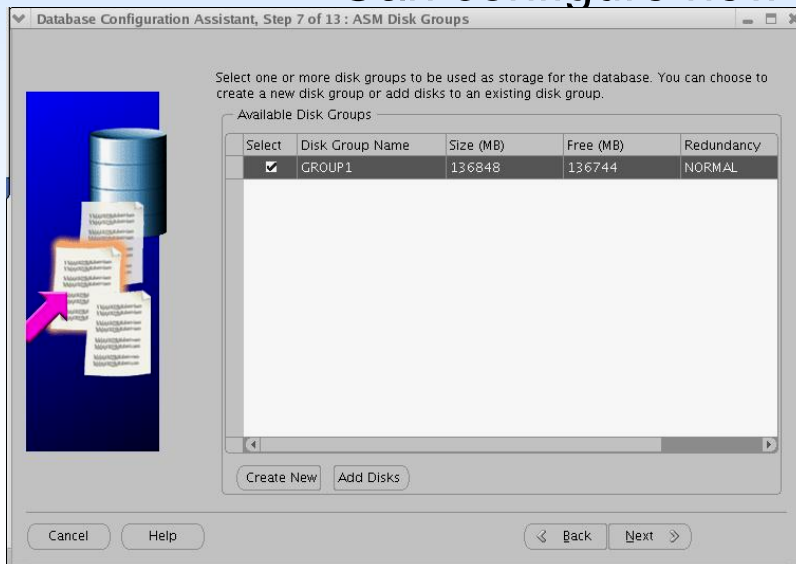 Database Configuration Assistant, Step 7 of 13 : ASM Disk Groups
Select one or more disk groups to be used as storage for the database. You can choose to
create a new disk group or add disks to an existing disk group.
Available Disk Groups
Select Disk Group Name Size (MB) Free (MB) Redundancy
GROUP1 136848 136744 NORMAL
Create New Add Disks
Cancel Help Back Next